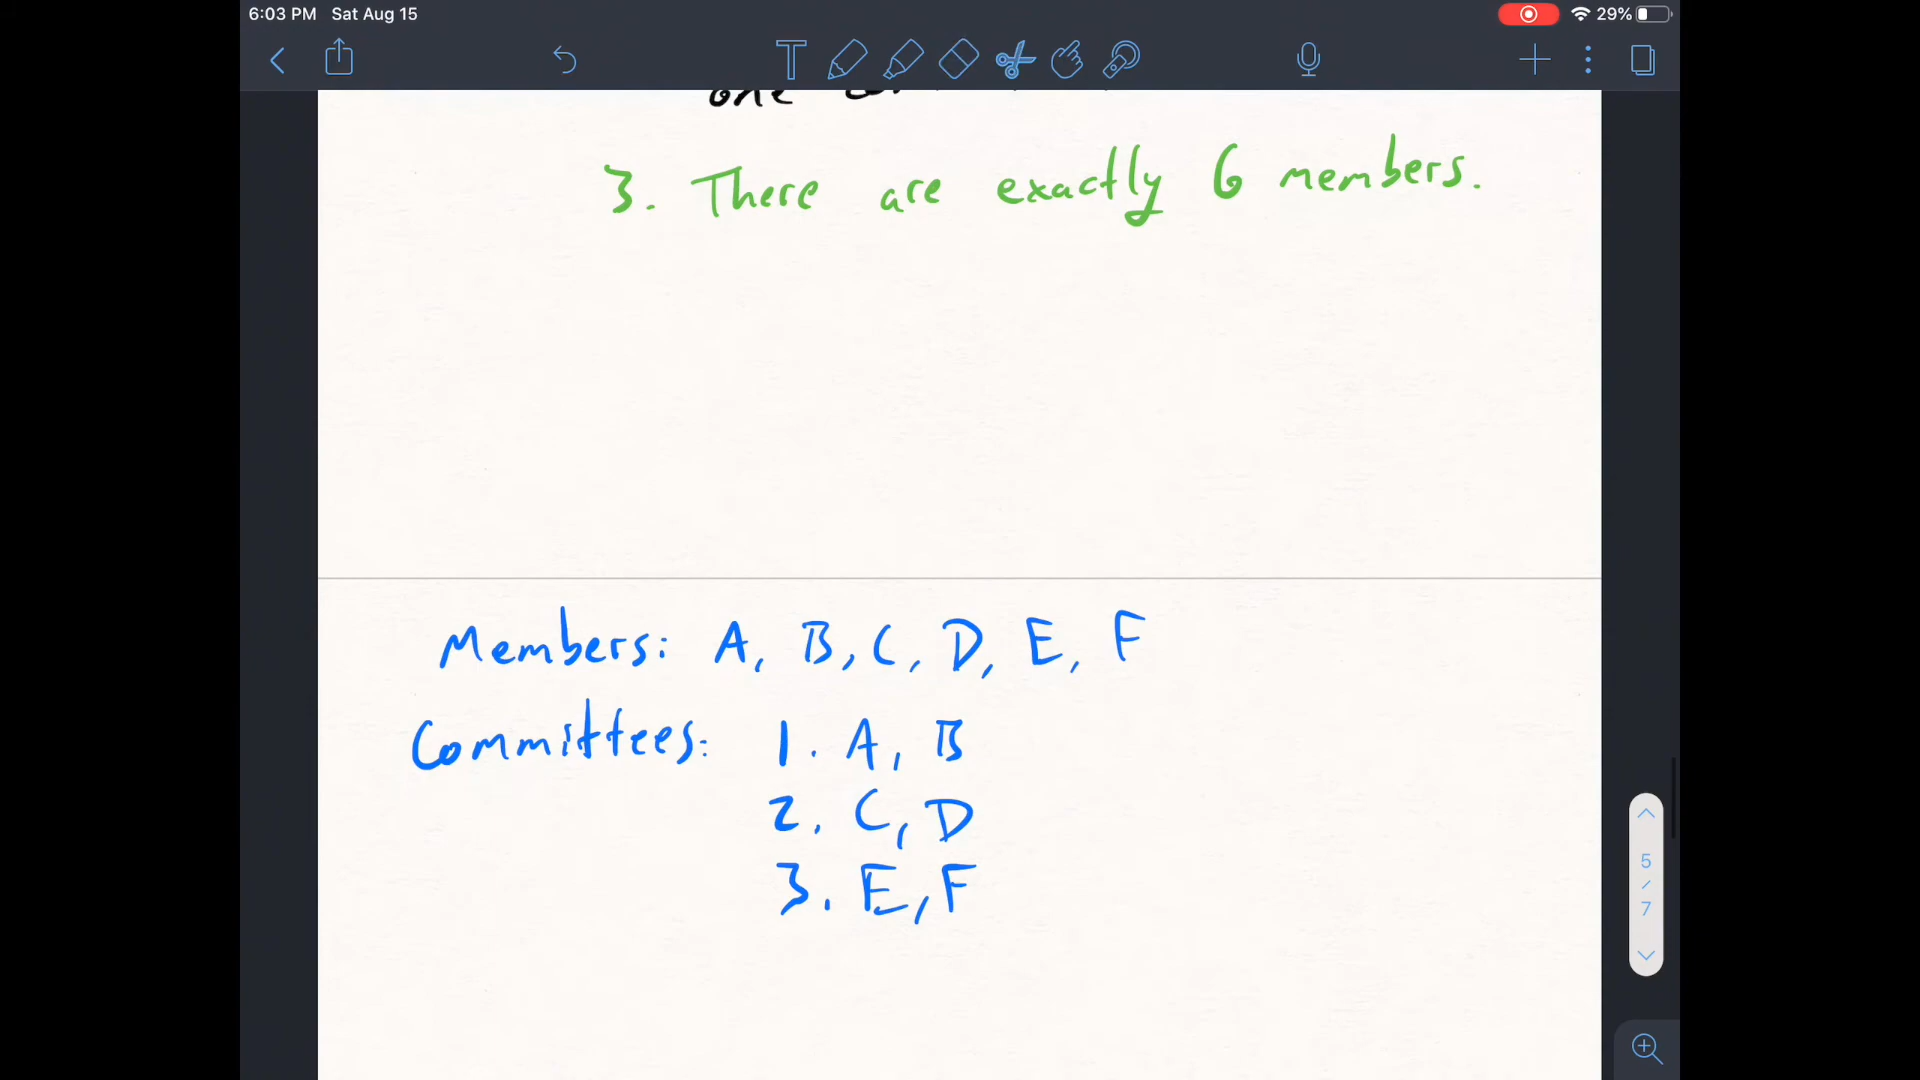 6:03 PM Sat Aug 15
29%
one
3. There are exactly 6 members.
Members: A, B, C, D, E, F
Committees: 1. A, B
2. C, D
3. E, F
5
/
7